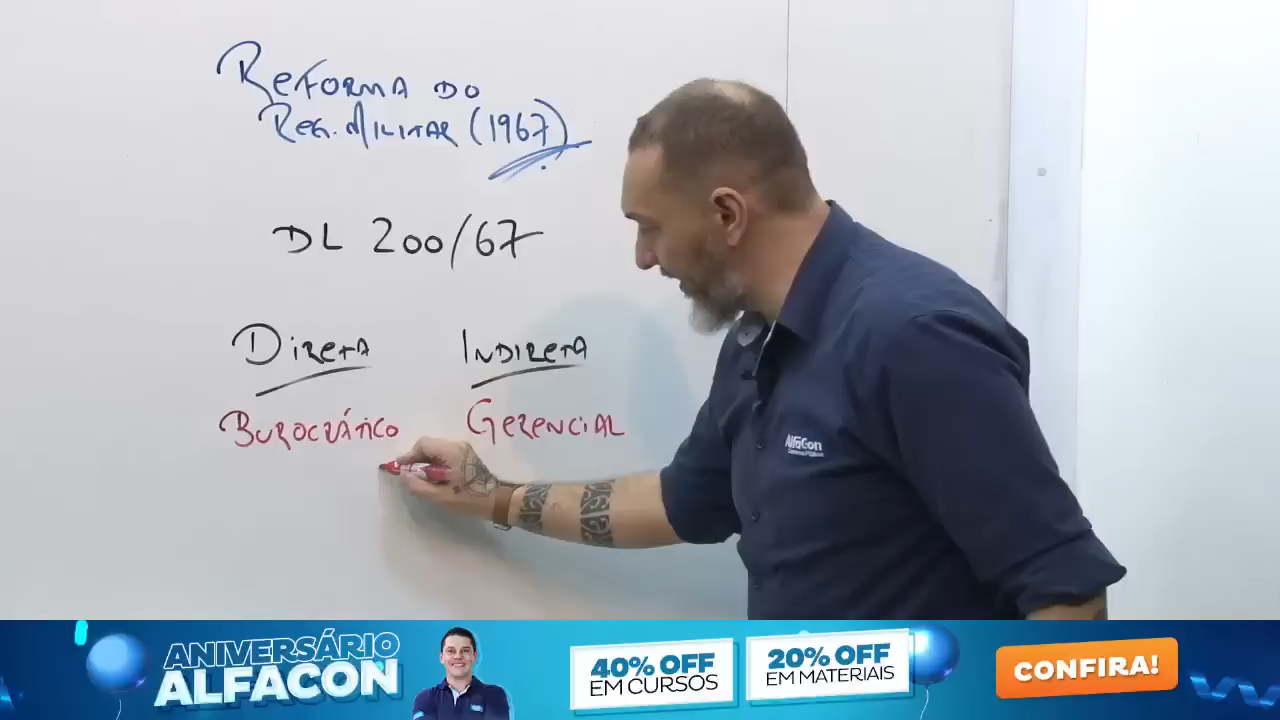 REFORMA DO
REG. MILITAR (1967)
DL 200/67
DIRETA INDIRETA
BUROCRÁTICO GERENCIAL
AlfaCon
ANIVERSÁRIO
ALFACON
40% OFF
EM CURSOS
20% OFF
EM MATERIAIS
CONFIRA!